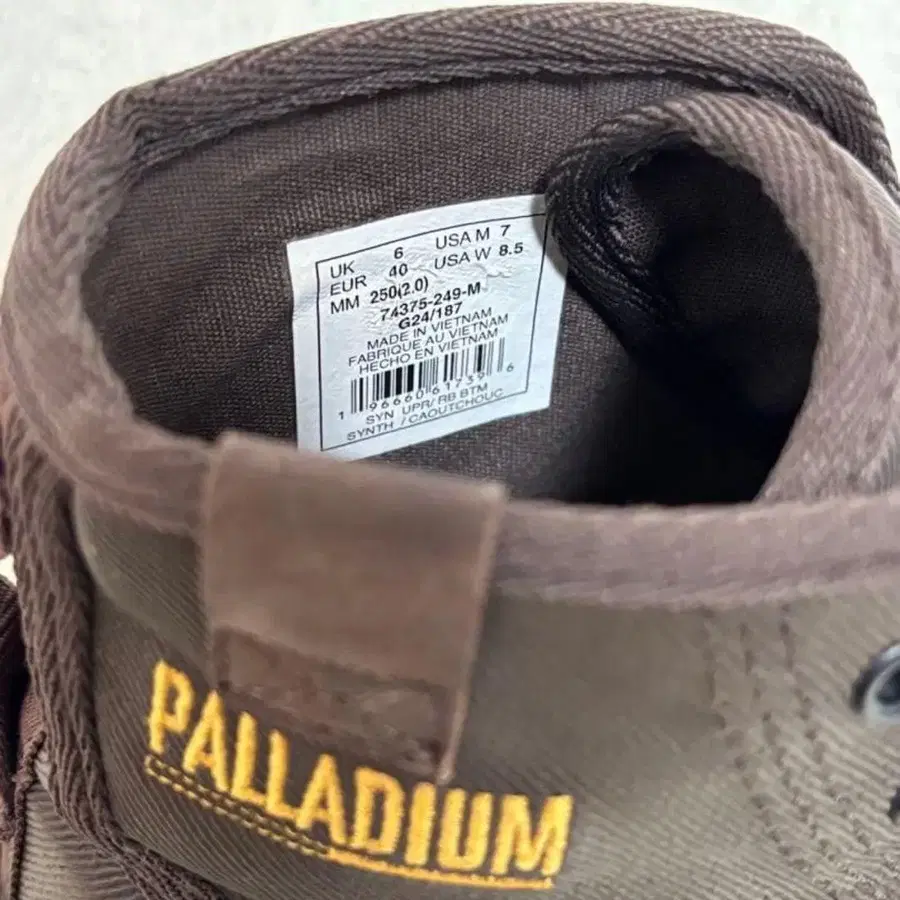 UK 6 USA M 7
EUR 40 USA W 8.5
MM 250(2.0)
74375-249-M
G24/187
MADE IN VIETNAM
FABRIQUE AU VIETNAM
HECHO EN VIETNAM
1 96660 61739 6
SYN UPR/ RB BTM
SYNTH / CAOUTCHOUC
PALLADIUM